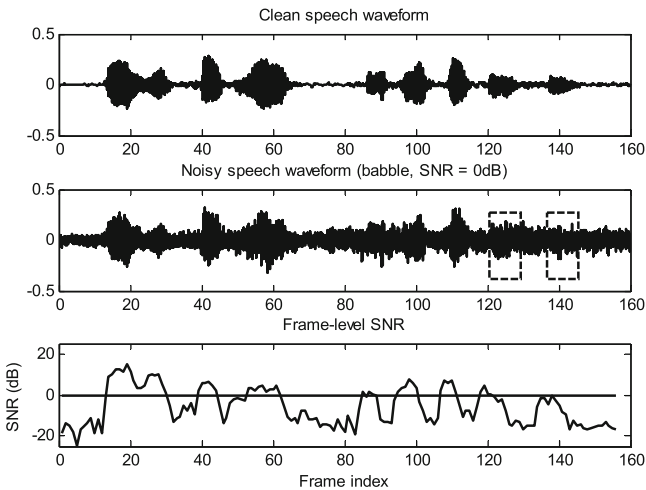 Clean speech waveform
0.5
0
-0.5
0 20 40 60 80 100 120 140 160
Noisy speech waveform (babble, SNR = 0dB)
0.5
0
-0.5
0 20 40 60 80 100 120 140 160
Frame-level SNR
SNR (dB)
20
0
-20
0 20 40 60 80 100 120 140 160
Frame index